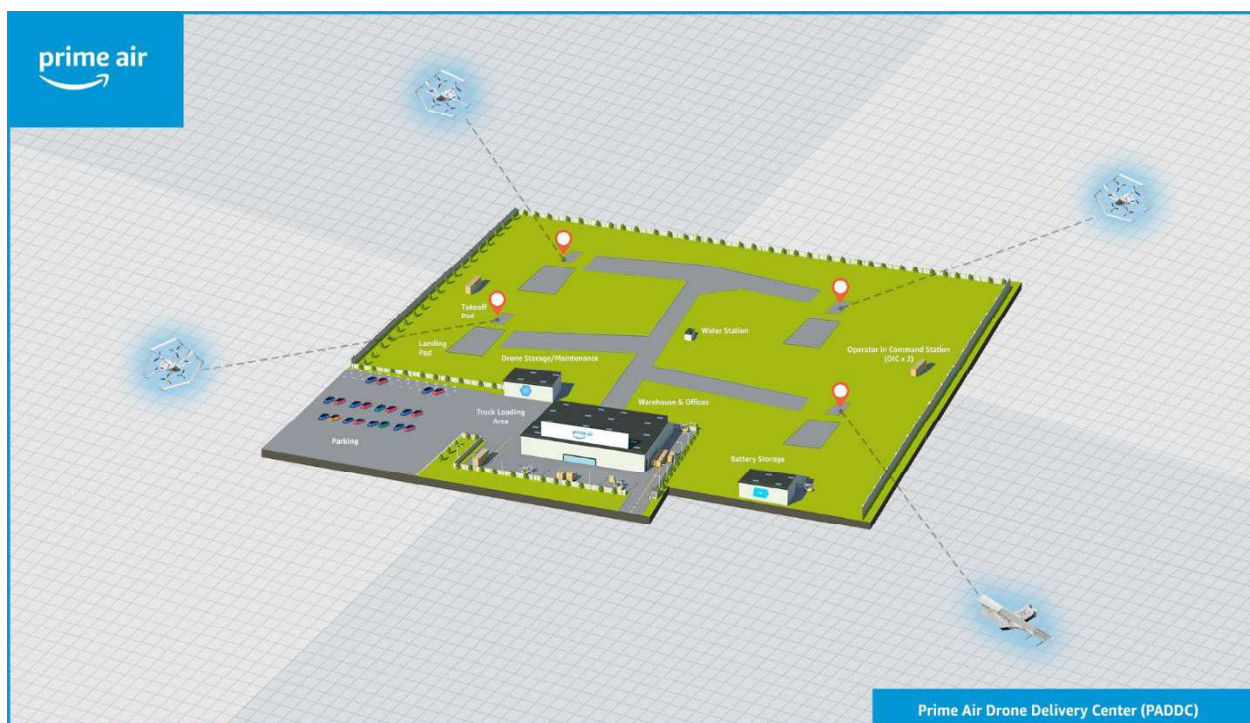 prime air
Takeoff
Pad
Landing
Pad
Water Station
Drone Storage/Maintenance
Operator in Command Station
(OIC x 2)
Warehouse & Offices
Truck Loading
Area
Parking
prime air
Battery Storage
Prime Air Drone Delivery Center (PADDC)